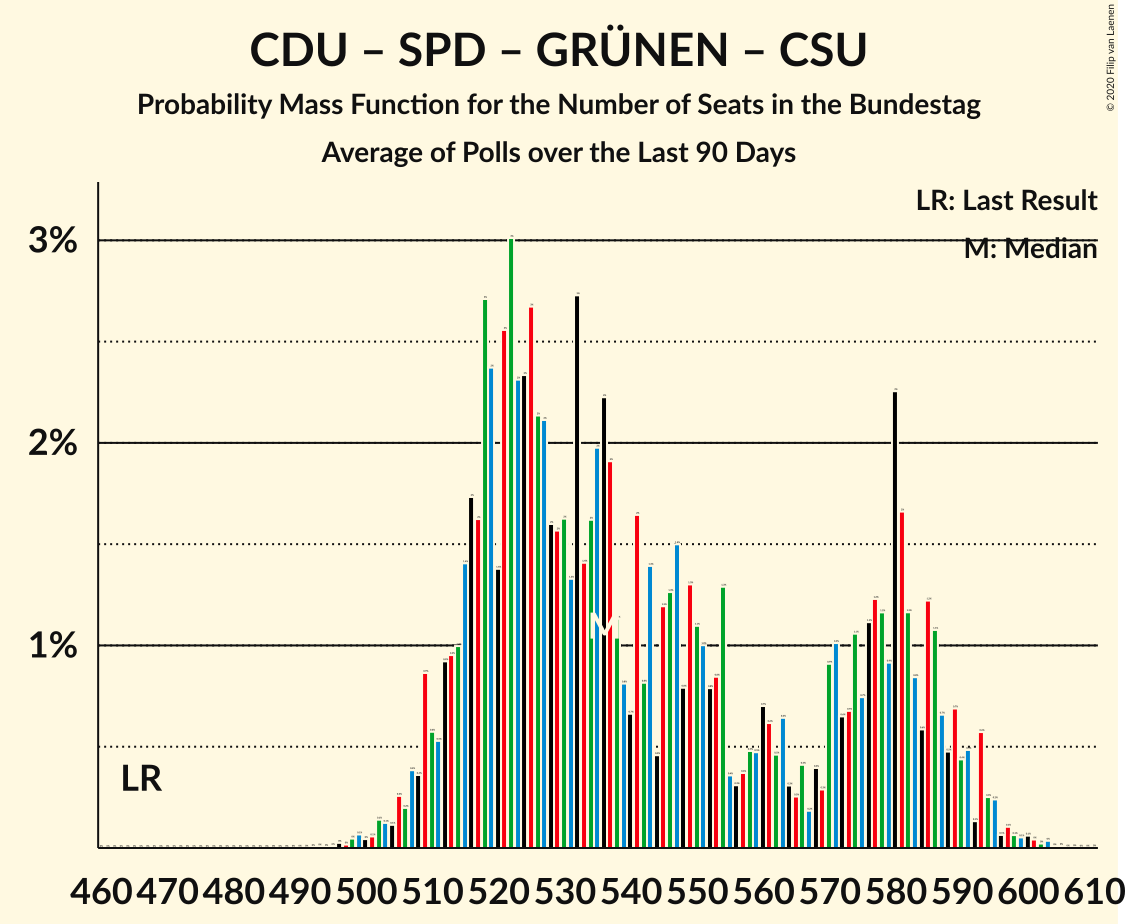 CDU – SPD – GRÜNEN – CSU
Probability Mass Function for the Number of Seats in the Bundestag
Average of Polls over the Last 90 Days
© 2020 Filip van Laenen
LR: Last Result
M: Median
3%
2%
1%
LR
M
460 470 480 490 500 510 520 530 540 550 560 570 580 590 600 610